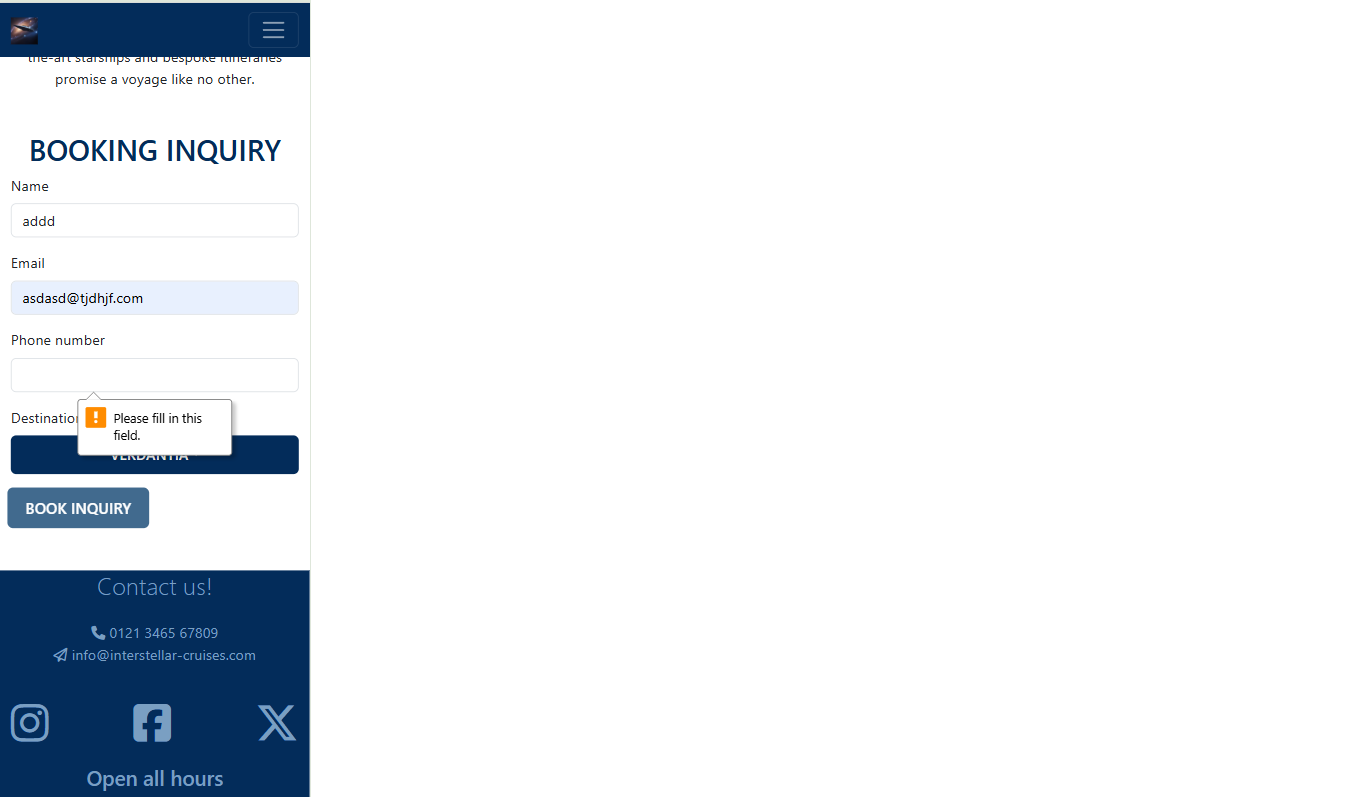 the-art starships and bespoke itineraries
promise a voyage like no other.
BOOKING INQUIRY
Name
addd
Email
asdasd@tjdhjf.com
Phone number
Please fill in this
field.
Destination
VERDANTIA
BOOK INQUIRY
Contact us!
0121 3465 67809
info@interstellar-cruises.com
Open all hours